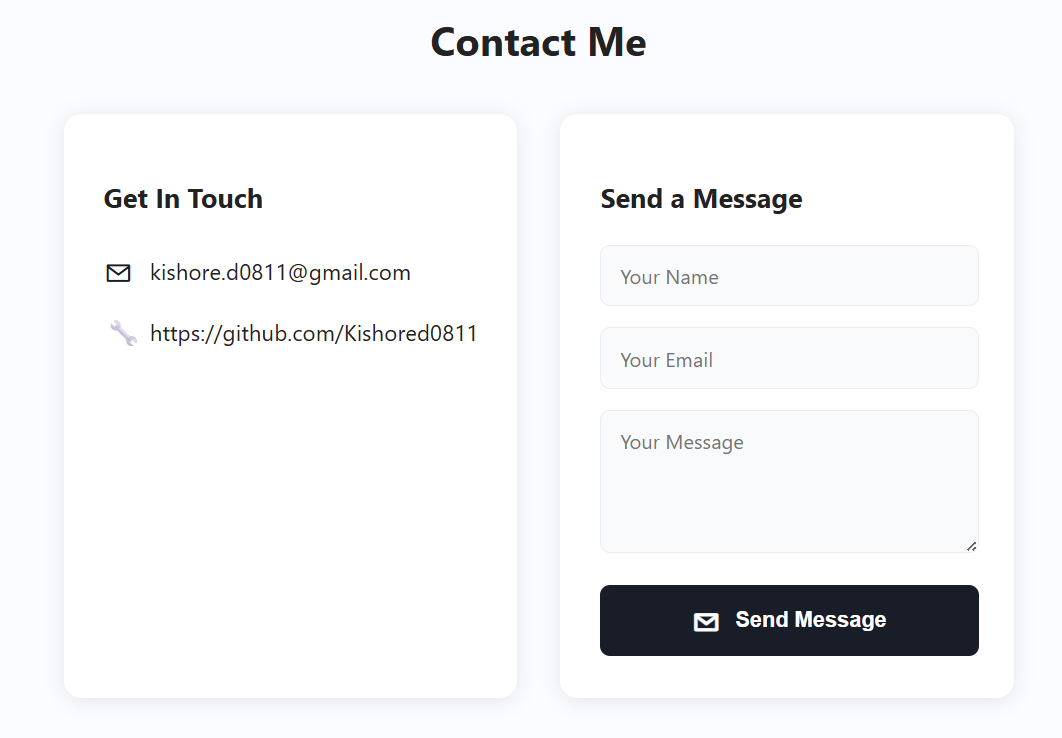 Contact Me
Get In Touch
kishore.d0811@gmail.com
https://github.com/Kishored0811
Send a Message
Your Name
Your Email
Your Message
Send Message